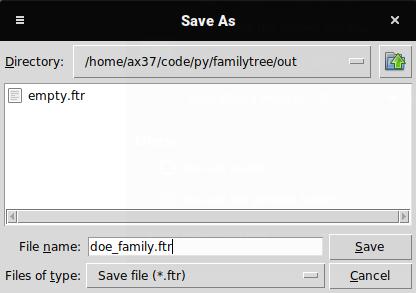 Save As
Directory: /home/ax37/code/py/familytree/out
empty.ftr
File name: doe_family.ftr Save
Files of type: Save file (*.ftr) Cancel